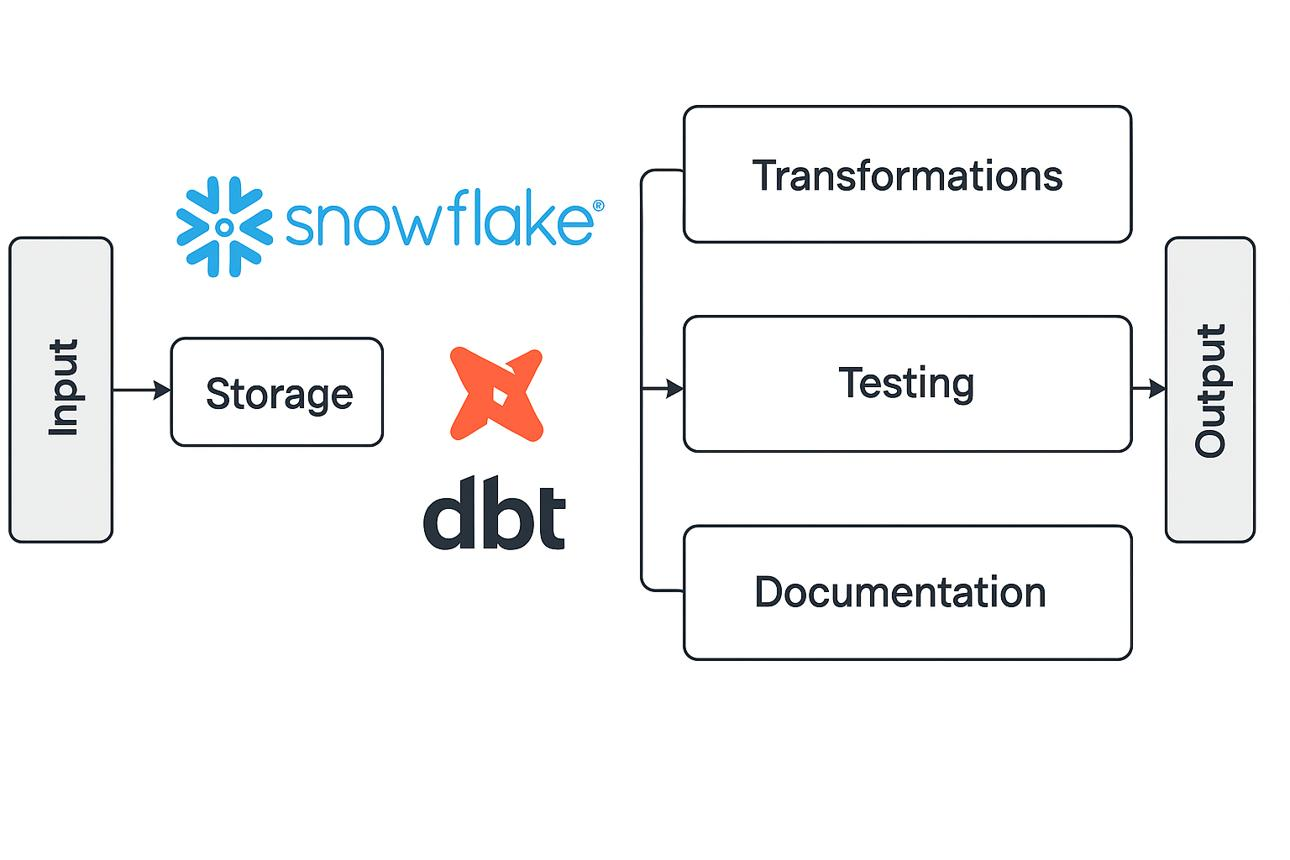 Input
snowflake®
Storage
dbt
Transformations
Testing
Documentation
Output